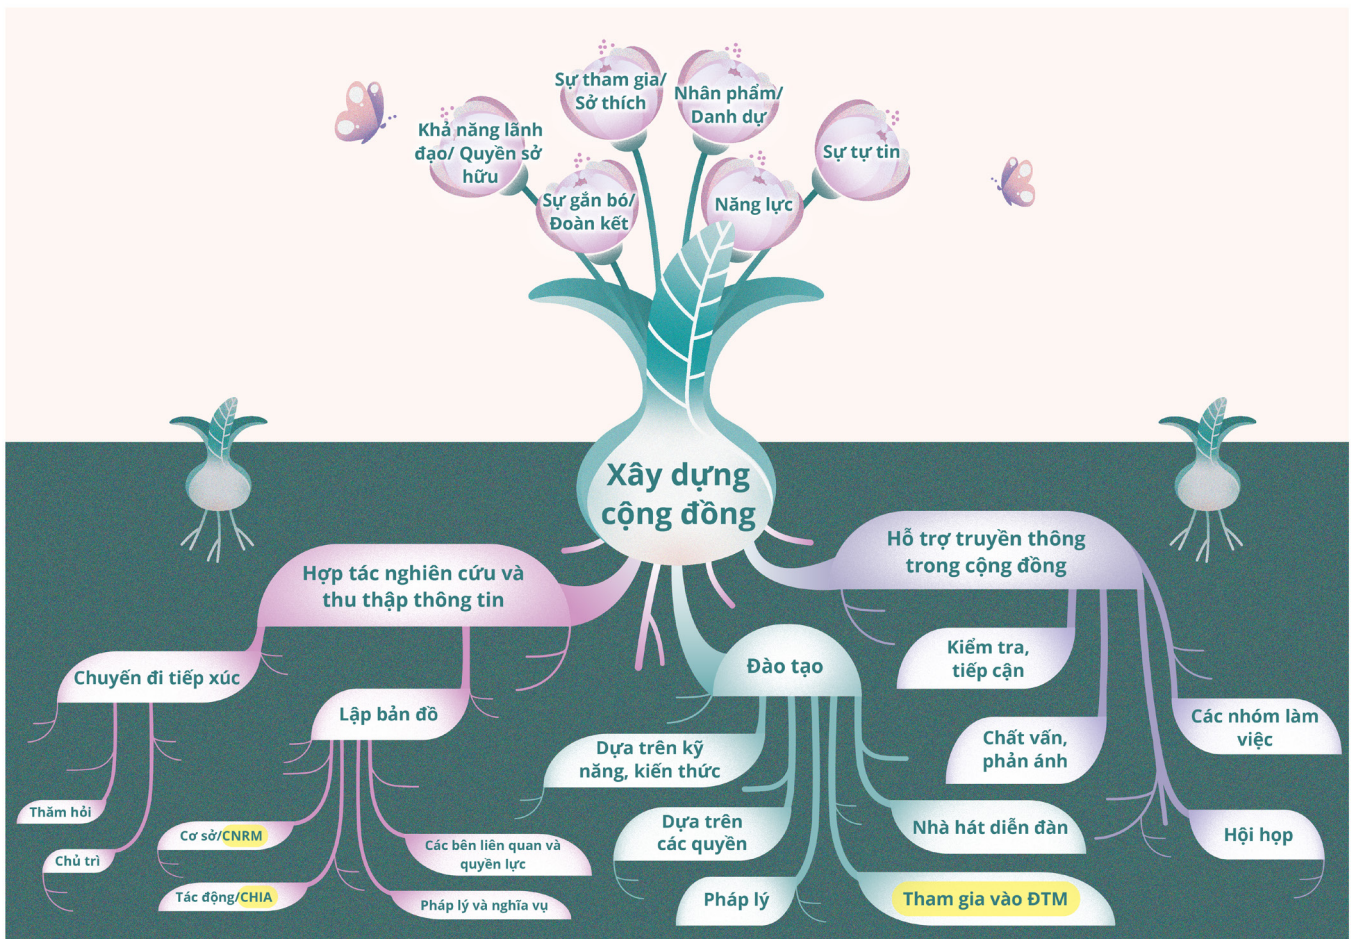 Sự tham gia/
Sở thích
Nhân phẩm/
Danh dự
Khả năng lãnh
đạo/ Quyền sở
hữu
Sự tự tin
Sự gắn bó/
Đoàn kết
Năng lực
Xây dựng
cộng đồng
Hợp tác nghiên cứu và
thu thập thông tin
Chuyến đi tiếp xúc
Thăm hỏi
Chủ trì
Lập bản đồ
Cơ sở/CNRM
Tác động/CHIA
Các bên liên quan và
quyền lực
Pháp lý và nghĩa vụ
Đào tạo
Dựa trên kỹ
năng, kiến thức
Dựa trên
các quyền
Pháp lý
Nhà hát diễn đàn
Tham gia vào ĐTM
Hỗ trợ truyền thông
trong cộng đồng
Kiểm tra,
tiếp cận
Chất vấn,
phản ánh
Các nhóm làm
việc
Hội họp